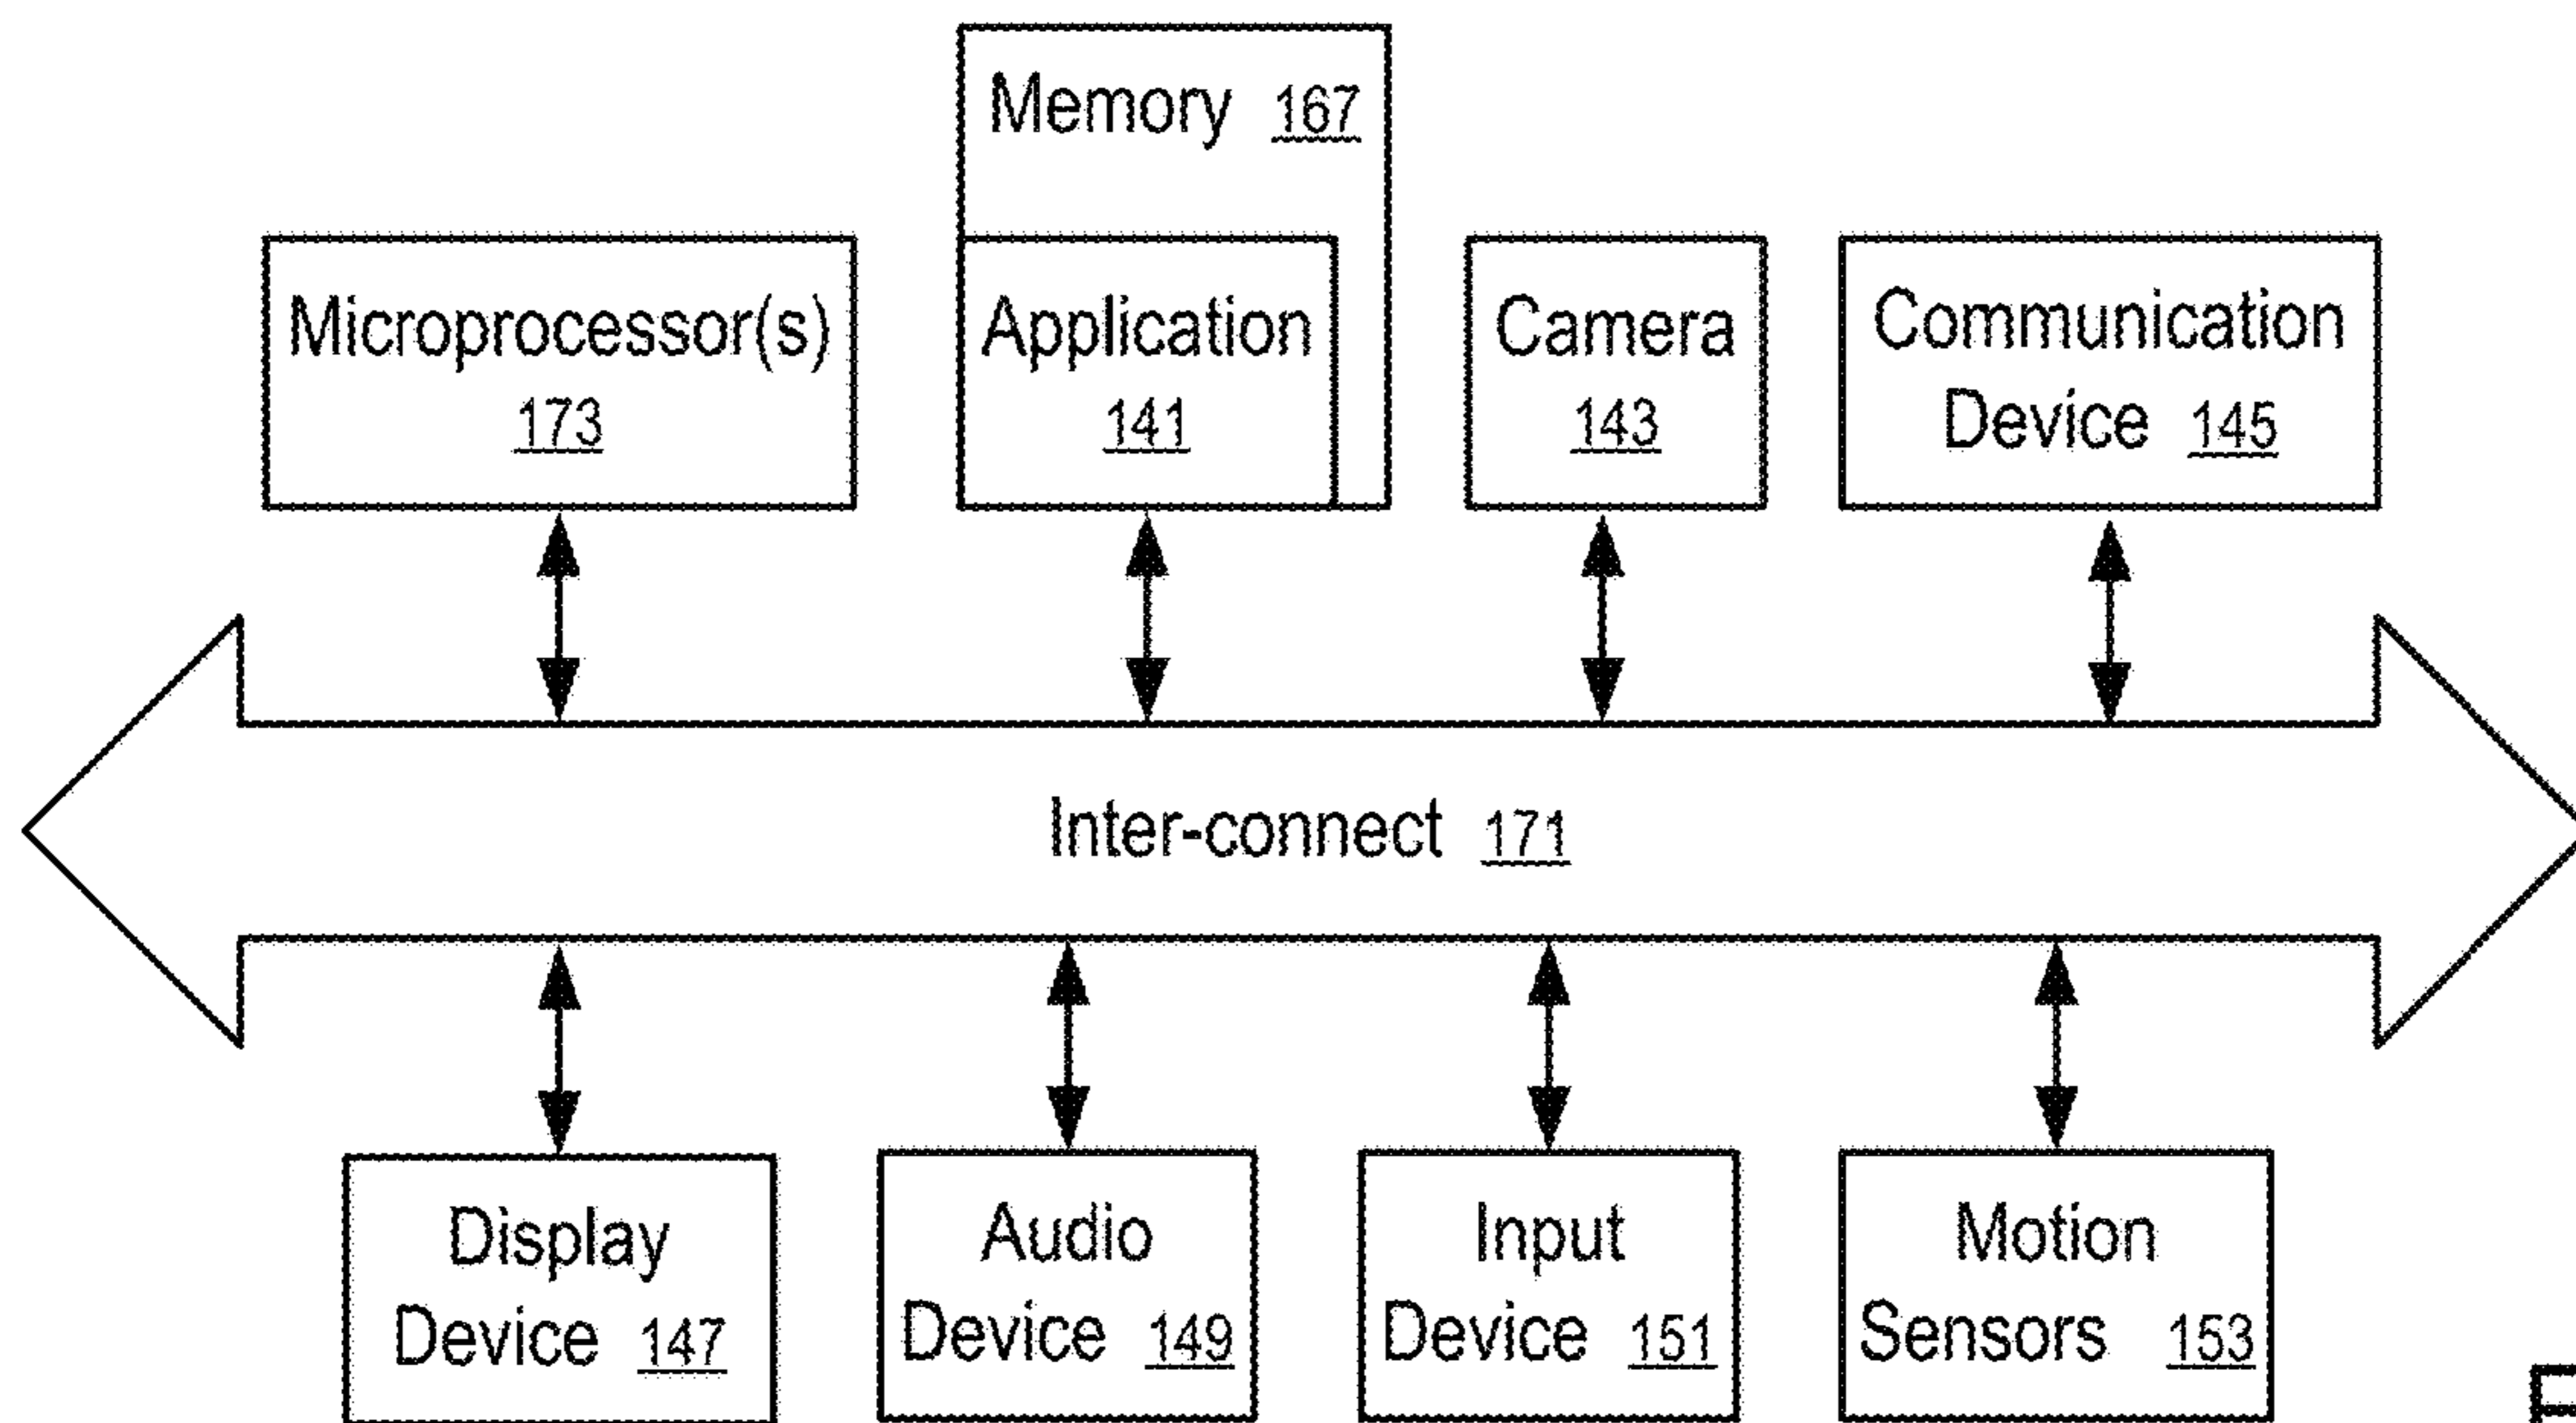 Memory 167
Microprocessor(s)
173
Application
141
Camera
143
Communication
Device 145
Inter-connect 171
Display
Device 147
Audio
Device 149
Input
Device 151
Motion
Sensors 153